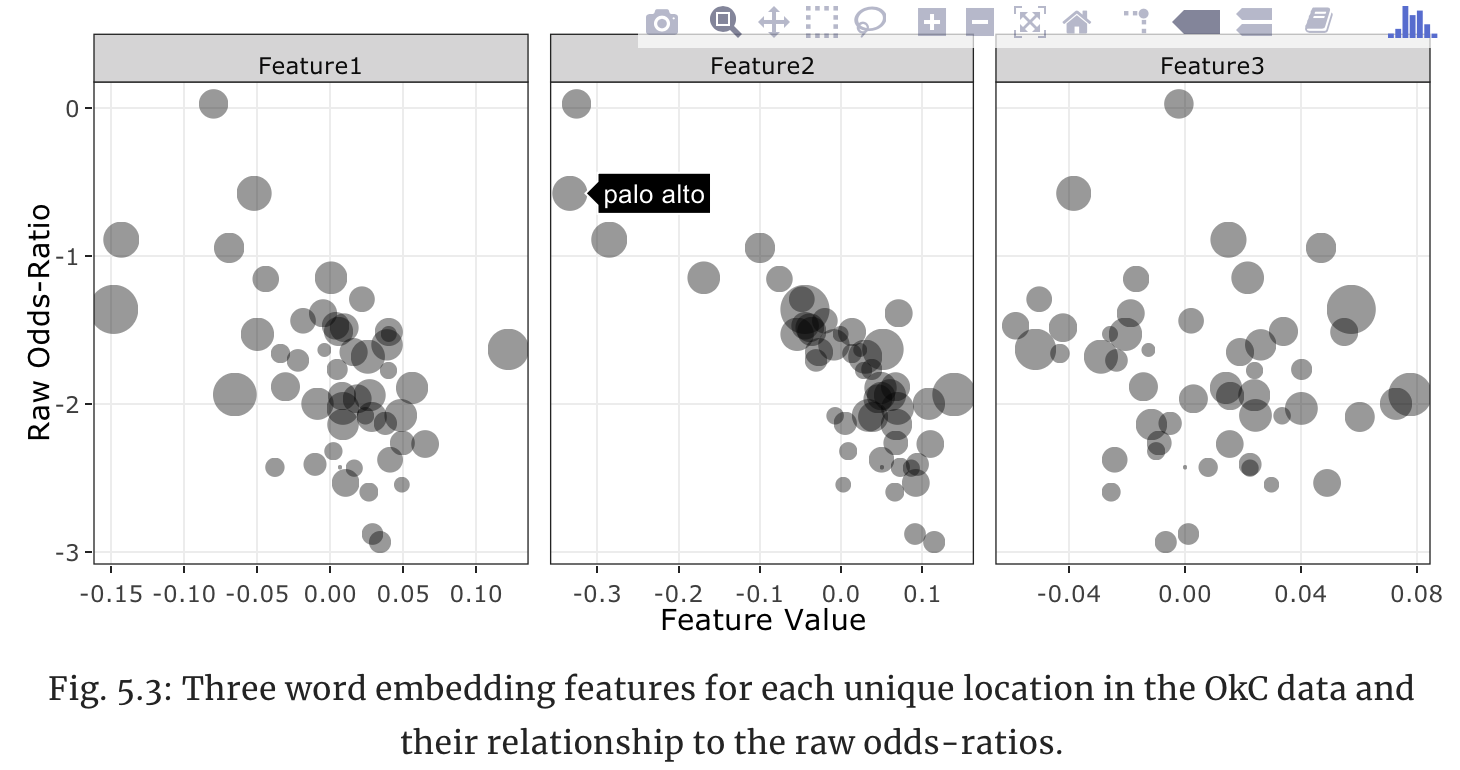 Feature1
Feature2
Feature3
Raw Odds-Ratio
0
-1
-2
-3
palo alto
-0.15 -0.10 -0.05 0.00 0.05 0.10
-0.3 -0.2 -0.1 0.0 0.1
-0.04 0.00 0.04 0.08
Feature Value
Fig. 5.3: Three word embedding features for each unique location in the OkC data and
their relationship to the raw odds-ratios.